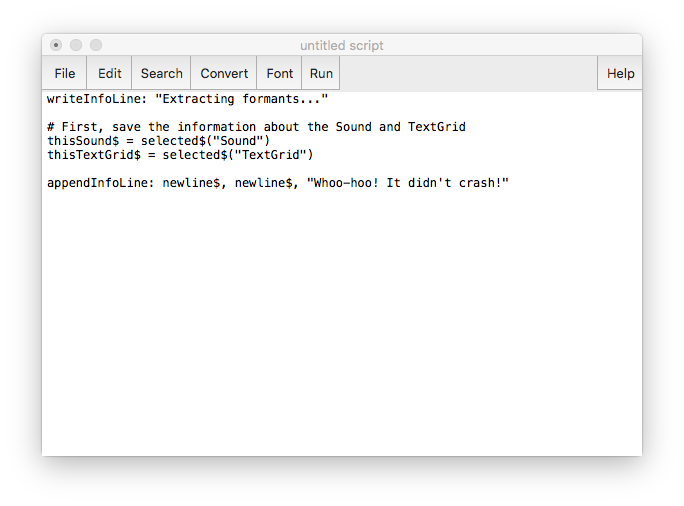 untitled script
File Edit Search Convert Font Run Help
writeInfoLine: "Extracting formants..."
# First, save the information about the Sound and TextGrid
thisSound$ = selected$("Sound")
thisTextGrid$ = selected$("TextGrid")
appendInfoLine: newline$, newline$, "Whoo-hoo! It didn't crash!"